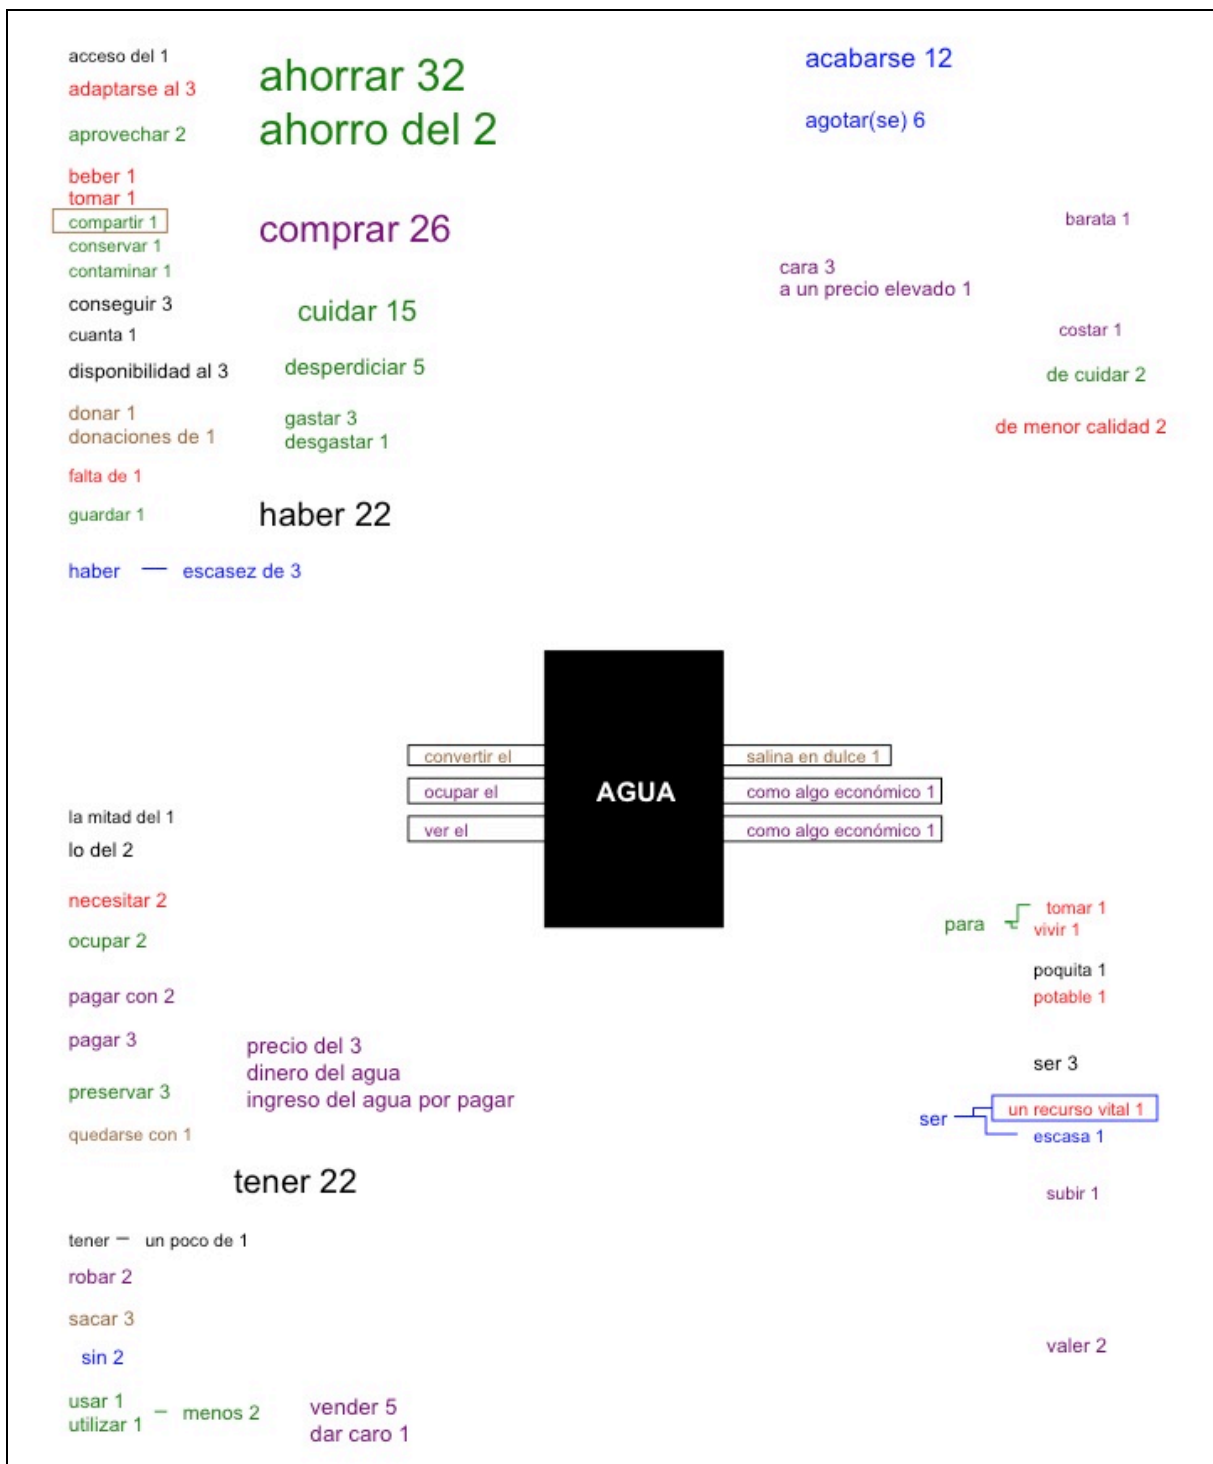 acceso del 1
adaptarse al 3
aprovechar 2
beber 1
tomar 1
compartir 1
conservar 1
contaminar 1
conseguir 3
cuanta 1
disponibilidad al 3
donar 1
donaciones de 1
falta de 1
guardar 1
haber — escasez de 3
ahorrar 32
ahorro del 2
comprar 26
cuidar 15
desperdiciar 5
gastar 3
desgastar 1
haber 22
acabarse 12
agotar(se) 6
barata 1
cara 3
a un precio elevado 1
costar 1
de cuidar 2
de menor calidad 2
convertir el
ocupar el
ver el
AGUA
salina en dulce 1
como algo económico 1
como algo económico 1
la mitad del 1
lo del 2
necesitar 2
ocupar 2
pagar con 2
pagar 3
preservar 3
quedarse con 1
precio del 3
dinero del agua
ingreso del agua por pagar
tener 22
tener – un poco de 1
robar 2
sacar 3
sin 2
usar 1
utilizar 1
– menos 2
vender 5
dar caro 1
para
tomar 1
vivir 1
poquita 1
potable 1
ser 3
ser
un recurso vital 1
escasa 1
subir 1
valer 2